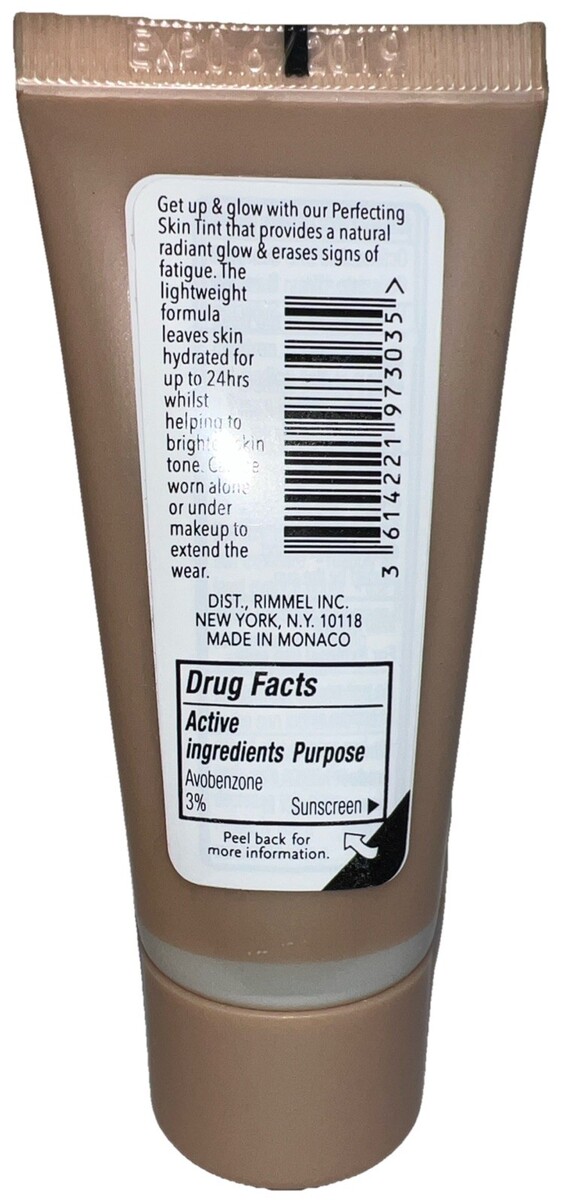 EXP 2019
Get up & glow with our Perfecting
Skin Tint that provides a natural
radiant glow & erases signs of
fatigue. The
lightweight
formula
leaves skin
hydrated for
up to 24hrs
whilst
helping to
tone.
worn alone
or under
makeup to
extend the
wear.
3 614221 973035 >
DIST., RIMMEL INC.
NEW YORK, N.Y. 10118
MADE IN MONACO
Drug Facts
Active
ingredients Purpose
Avobenzone
3% Sunscreen ▶
Peel back for
more information.